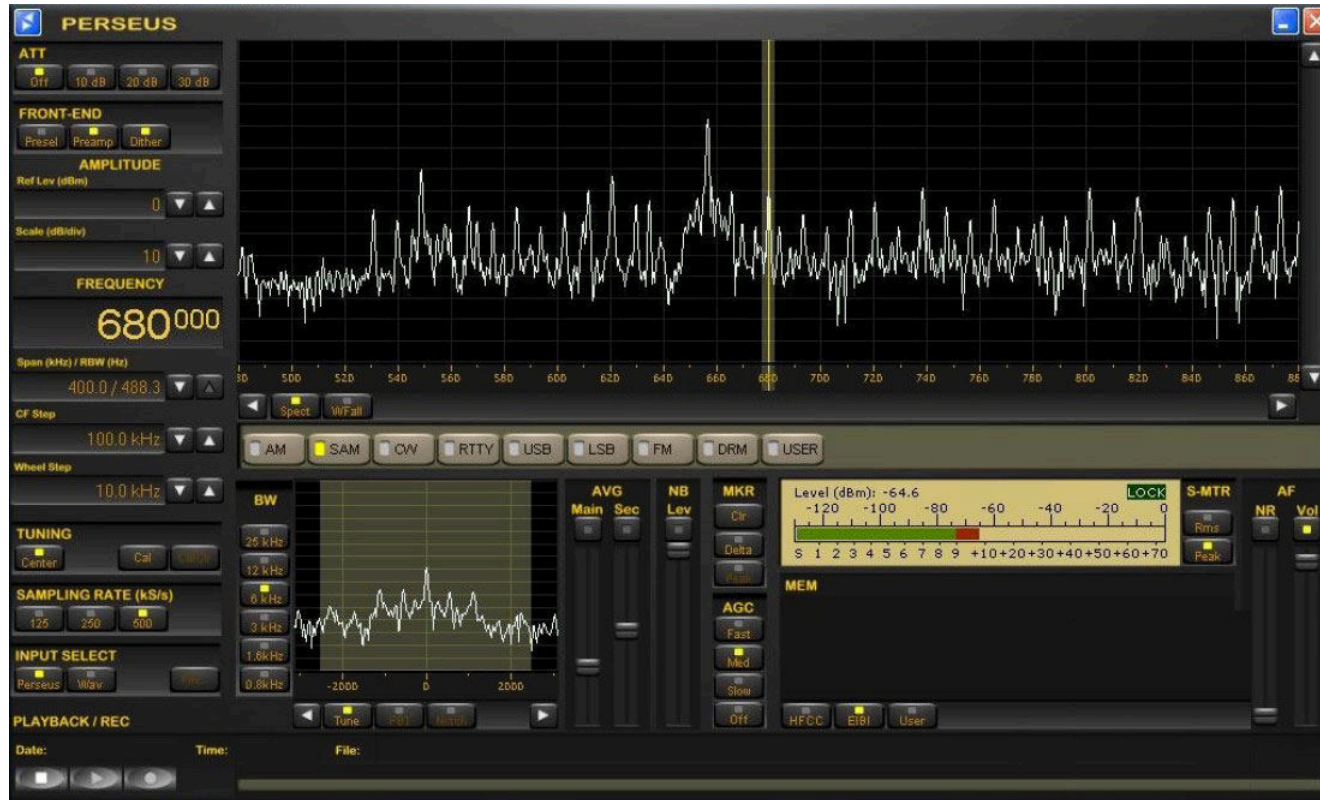 PERSEUS
ATT
Off 10 dB 20 dB 30 dB
FRONT-END
Presel Preamp Dither
AMPLITUDE
Ref Lev (dBm)
0
Scale (dB/div)
10
FREQUENCY
680000
Span (kHz) / RBW (Hz)
400.0 / 488.3
CF Step
100.0 kHz
Wheel Step
10.0 kHz
TUNING
Center Cal
SAMPLING RATE (kS/s)
125 250 500
INPUT SELECT
Perseus Wav
PLAYBACK / REC
Date: Time: File:
80 500 520 540 560 580 600 620 640 660 680 700 720 740 760 780 800 820 840 860 88
Spect WFall
AM SAM CW RTTY USB LSB FM DRM USER
BW
25 kHz
12 kHz
6 kHz
3 kHz
1.6kHz
0.8kHz
-2000 0 2000
Tune PBT Notch
AVG
Main Sec
NB
Lev
MKR
Clr
Delta
Peak
AGC
Fast
Med
Slow
Off
Level (dBm): -64.6 LOCK
-120 -100 -80 -60 -40 -20 0
S 1 2 3 4 5 6 7 8 9 +10+20+30+40+50+60+70
S-MTR
Rms
Peak
AF
NR Vol
MEM
HFCC EIBI User